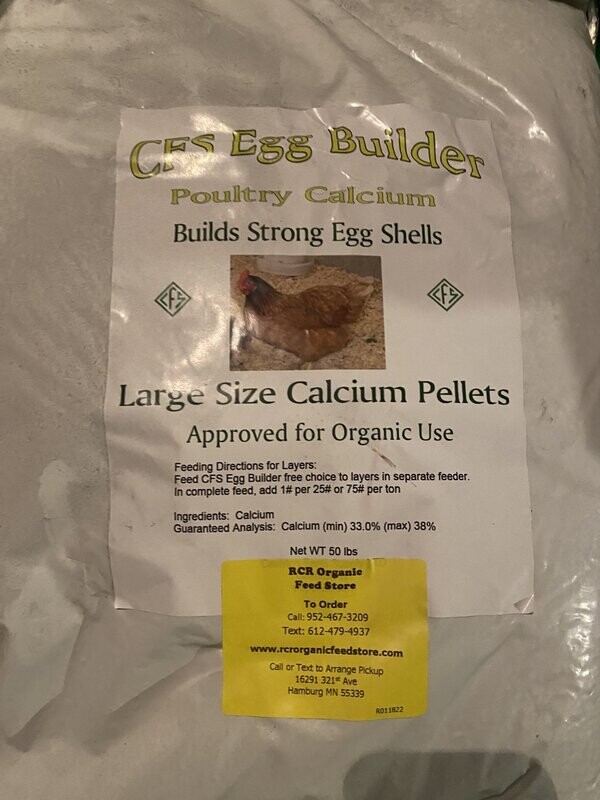 CFS Egg Builder
Poultry Calcium
Builds Strong Egg Shells
CFS
CFS
Large Size Calcium Pellets
Approved for Organic Use
Feeding Directions for Layers:
Feed CFS Egg Builder free choice to layers in separate feeder.
In complete feed, add 1# per 25# or 75# per ton
Ingredients: Calcium
Guaranteed Analysis: Calcium (min) 33.0% (max) 38%
Net WT 50 lbs
RCR Organic
Feed Store
To Order
Call: 952-467-3209
Text: 612-479-4937
www.rcrorganicfeedstore.com
Call or Text to Arrange Pickup
16291 321st Ave
Hamburg MN 55339
R011822